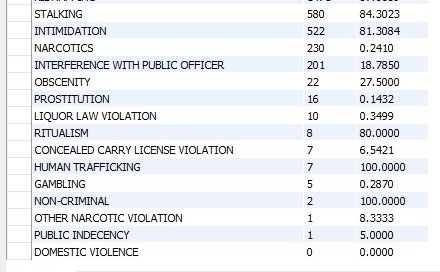 STALKING 580 84.3023
INTIMIDATION 522 81.3084
NARCOTICS 230 0.2410
INTERFERENCE WITH PUBLIC OFFICER 201 18.7850
OBSCENITY 22 27.5000
PROSTITUTION 16 0.1432
LIQUOR LAW VIOLATION 10 0.3499
RITUALISM 8 80.0000
CONCEALED CARRY LICENSE VIOLATION 7 6.5421
HUMAN TRAFFICKING 7 100.0000
GAMBLING 5 0.2870
NON-CRIMINAL 2 100.0000
OTHER NARCOTIC VIOLATION 1 8.3333
PUBLIC INDECENCY 1 5.0000
DOMESTIC VIOLENCE 0 0.0000